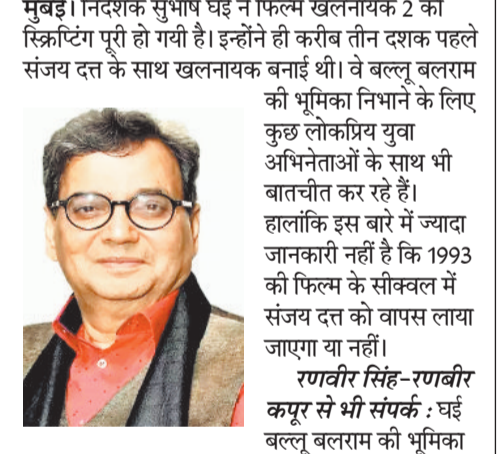 मुंबई। निर्देशक सुभाष घई ने फिल्म खलनायक 2 की
स्क्रिप्टिंग पूरी हो गयी है। इन्होंने ही करीब तीन दशक पहले
संजय दत्त के साथ खलनायक बनाई थी। वे बल्लू बलराम
की भूमिका निभाने के लिए
कुछ लोकप्रिय युवा
अभिनेताओं के साथ भी
बातचीत कर रहे हैं।
हालांकि इस बारे में ज्यादा
जानकारी नहीं है कि 1993
की फिल्म के सीक्वल में
संजय दत्त को वापस लाया
जाएगा या नहीं।
रणवीर सिंह-रणबीर
कपूर से भी संपर्क : घई
बल्लू बलराम की भूमिका